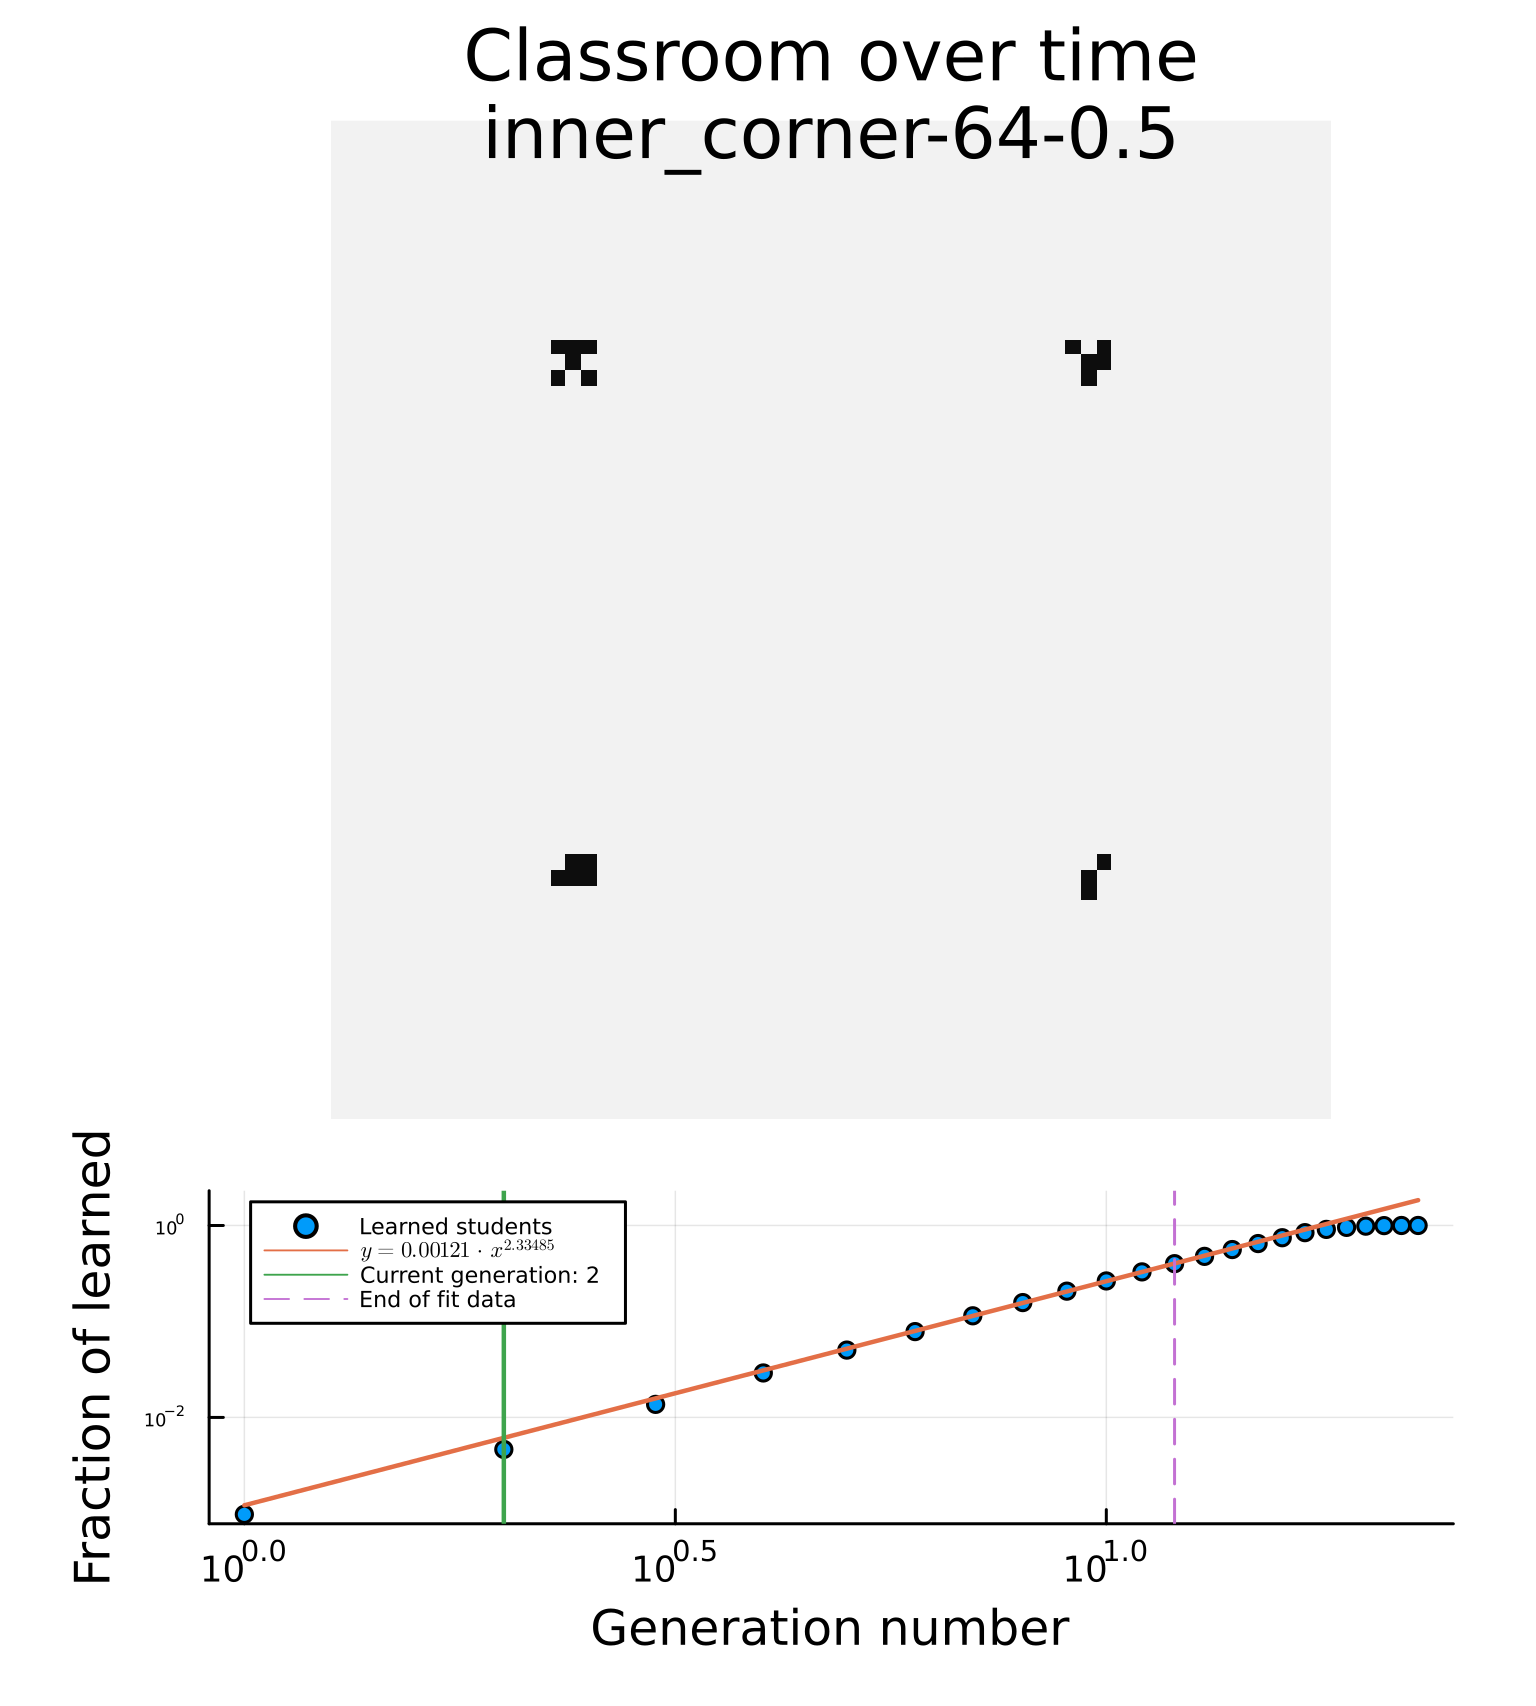 Classroom over time
inner_corner-64-0.5
Fraction of learned
10^0
10^−2
Learned students
y = 0.00121 · x^2.33485
Current generation: 2
End of fit data
10^0.0
10^0.5
10^1.0
Generation number